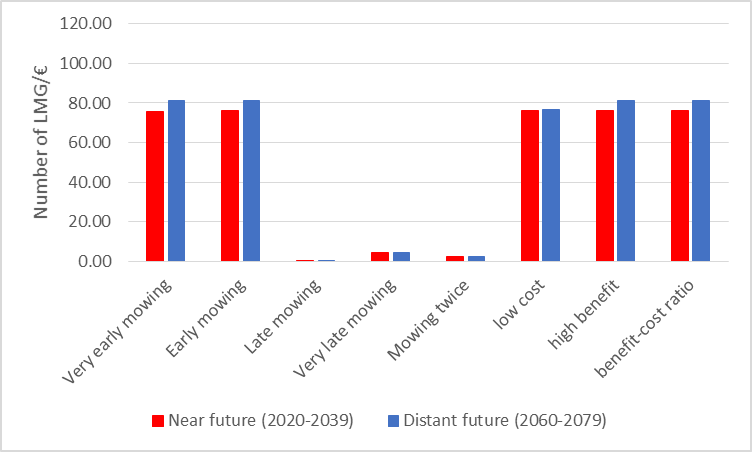 120.00
100.00
80.00
60.00
40.00
20.00
0.00
Number of LMG/€
Very early mowing
Early mowing
Late mowing
Very late mowing
Mowing twice
low cost
high benefit
benefit-cost ratio
Near future (2020-2039)
Distant future (2060-2079)